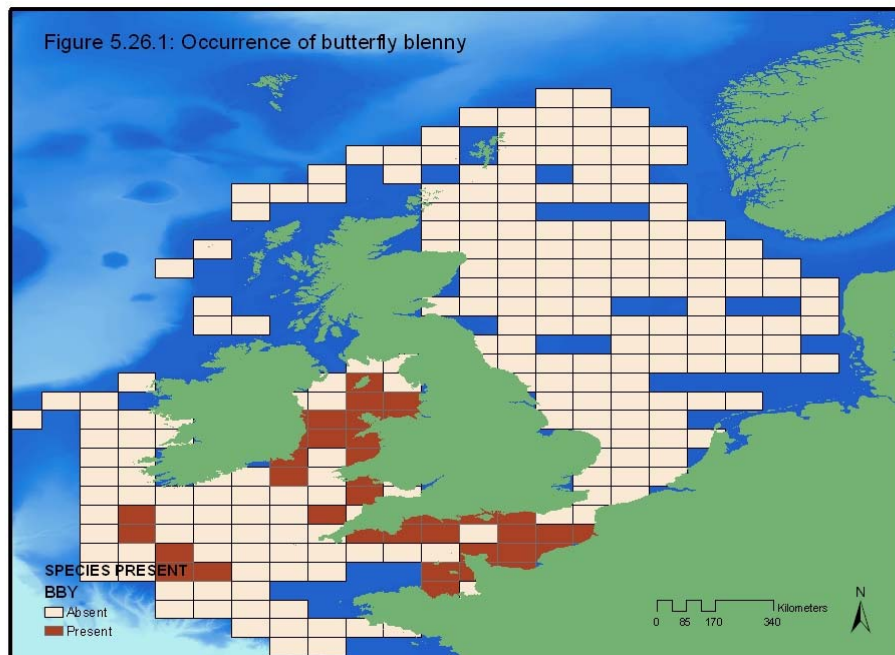 Figure 5.26.1: Occurrence of butterfly blenny
SPECIES PRESENT
BBY
Absent
Present
Kilometers
0 85 170 340
N